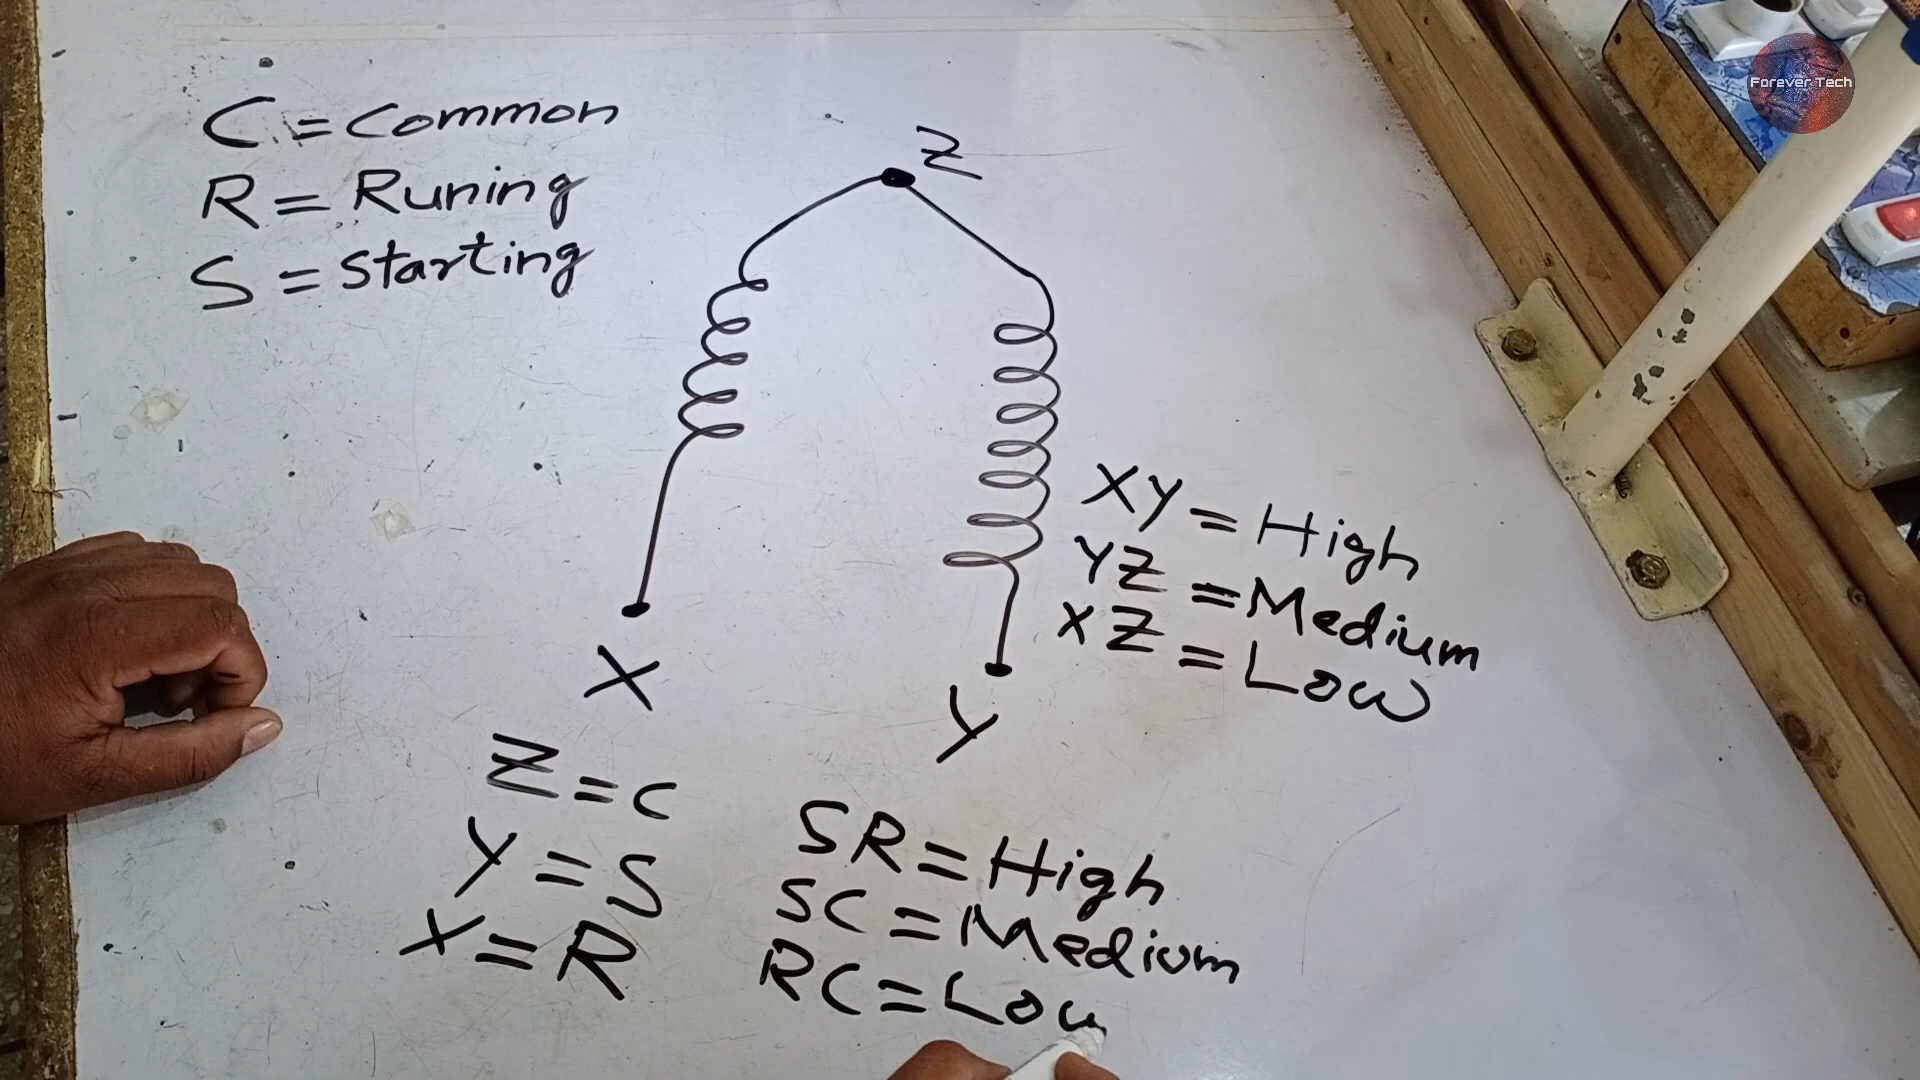 C = Common
R = Runing
S = Starting
Z
X
Y
XY = High
YZ = Medium
XZ = Low
Z = C
Y = S
X = R
SR = High
SC = Medium
RC = Low
Forever Tech